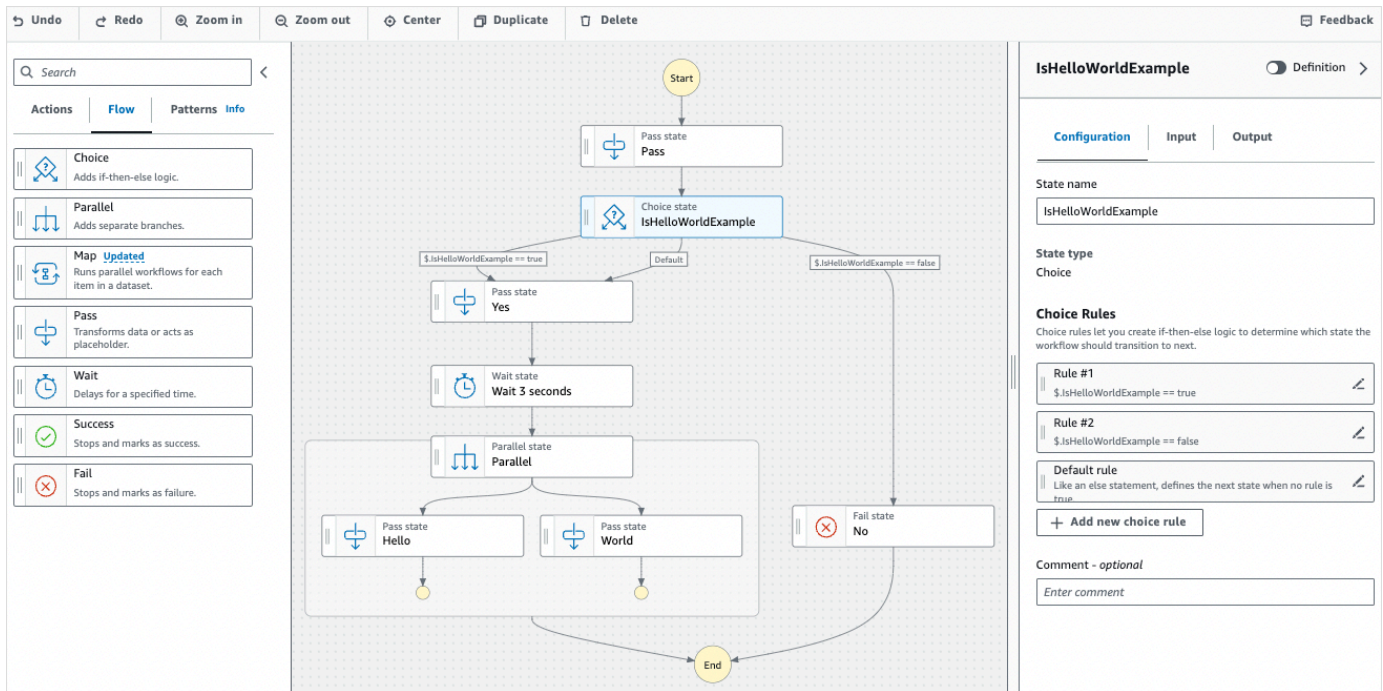 Undo
Redo
Zoom in
Zoom out
Center
Duplicate
Delete
Feedback
Search
Actions
Flow
Patterns Info
Choice
Adds if-then-else logic.
Parallel
Adds separate branches.
Map Updated
Runs parallel workflows for each
item in a dataset.
Pass
Transforms data or acts as
placeholder.
Wait
Delays for a specified time.
Success
Stops and marks as success.
Fail
Stops and marks as failure.
Start
Pass state
Pass
Choice state
IsHelloWorldExample
$.IsHelloWorldExample == true
Default
$.IsHelloWorldExample == false
Pass state
Yes
Wait state
Wait 3 seconds
Parallel state
Parallel
Pass state
Hello
Pass state
World
Fail state
No
End
IsHelloWorldExample
Definition
Configuration
Input
Output
State name
IsHelloWorldExample
State type
Choice
Choice Rules
Choice rules let you create if-then-else logic to determine which state the
workflow should transition to next.
Rule #1
$.IsHelloWorldExample == true
Rule #2
$.IsHelloWorldExample == false
Default rule
Like an else statement, defines the next state when no rule is
true.
+ Add new choice rule
Comment - optional
Enter comment